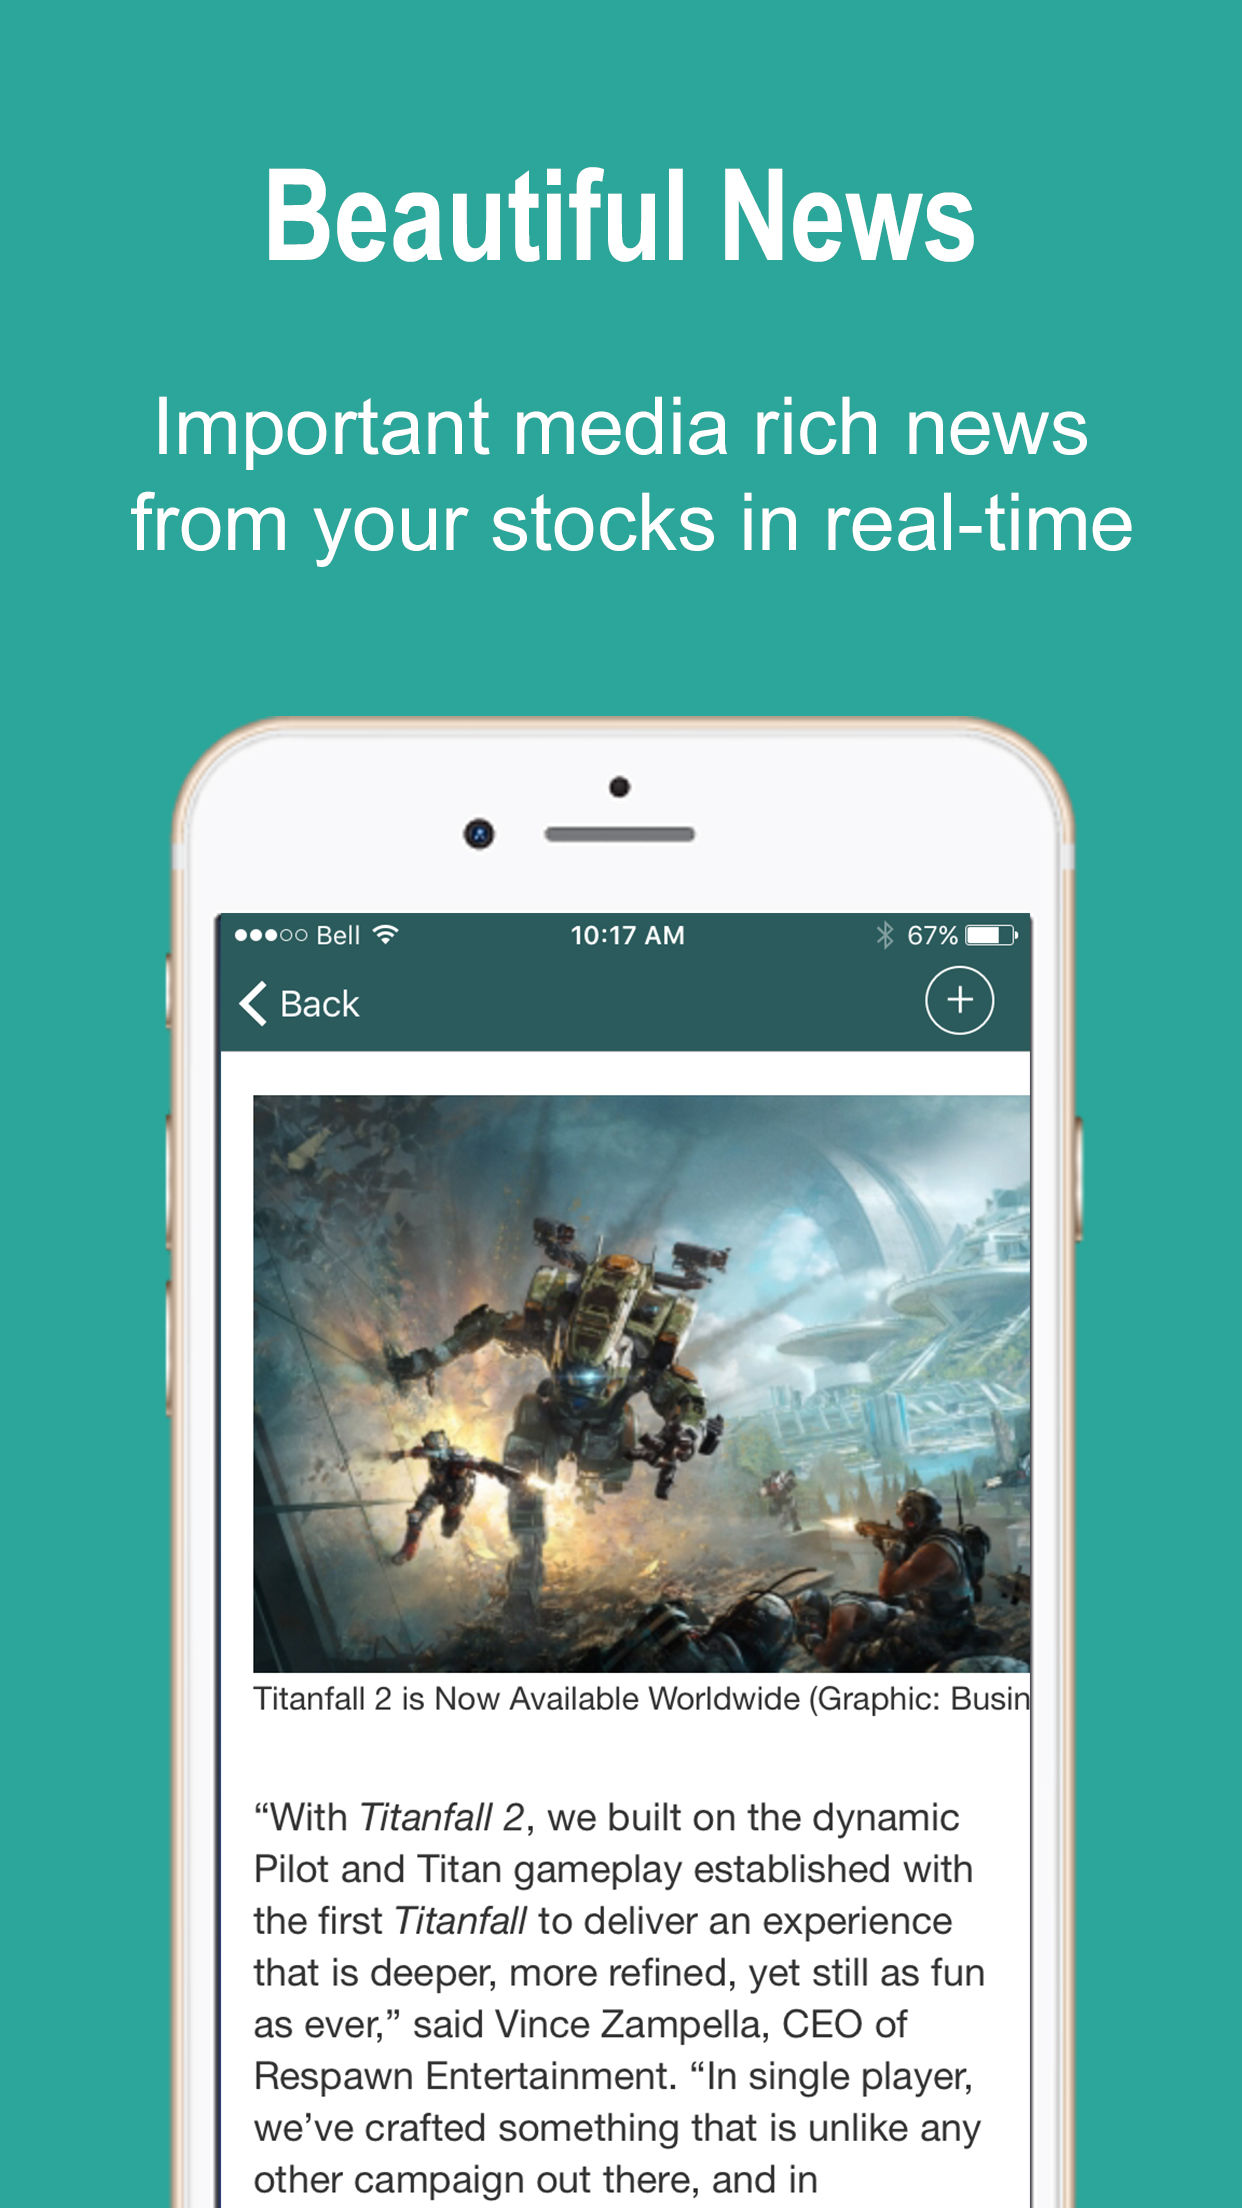 Beautiful News
Important media rich news
from your stocks in real-time
Bell
10:17 AM
67%
Back
Titanfall 2 is Now Available Worldwide (Graphic: Busin
“With Titanfall 2, we built on the dynamic
Pilot and Titan gameplay established with
the first Titanfall to deliver an experience
that is deeper, more refined, yet still as fun
as ever,” said Vince Zampella, CEO of
Respawn Entertainment. “In single player,
we’ve crafted something that is unlike any
other campaign out there, and in